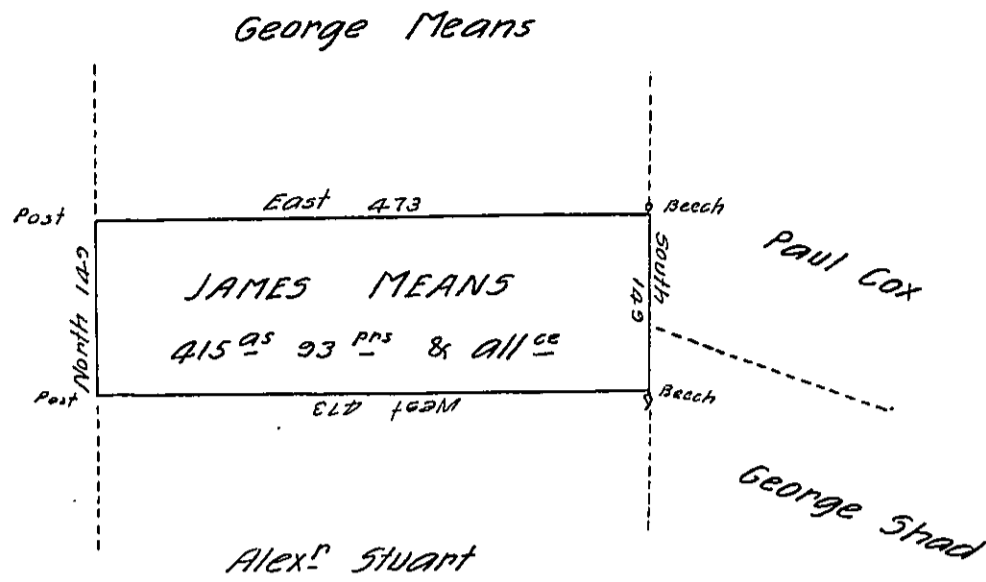 George Means
East 473
Post
Beech
Paul Cox
North 149
JAMES MEANS
South 149
415 as 93 prs & all ce
Post
West 473
Beech
George Shad
Alexr Stuart